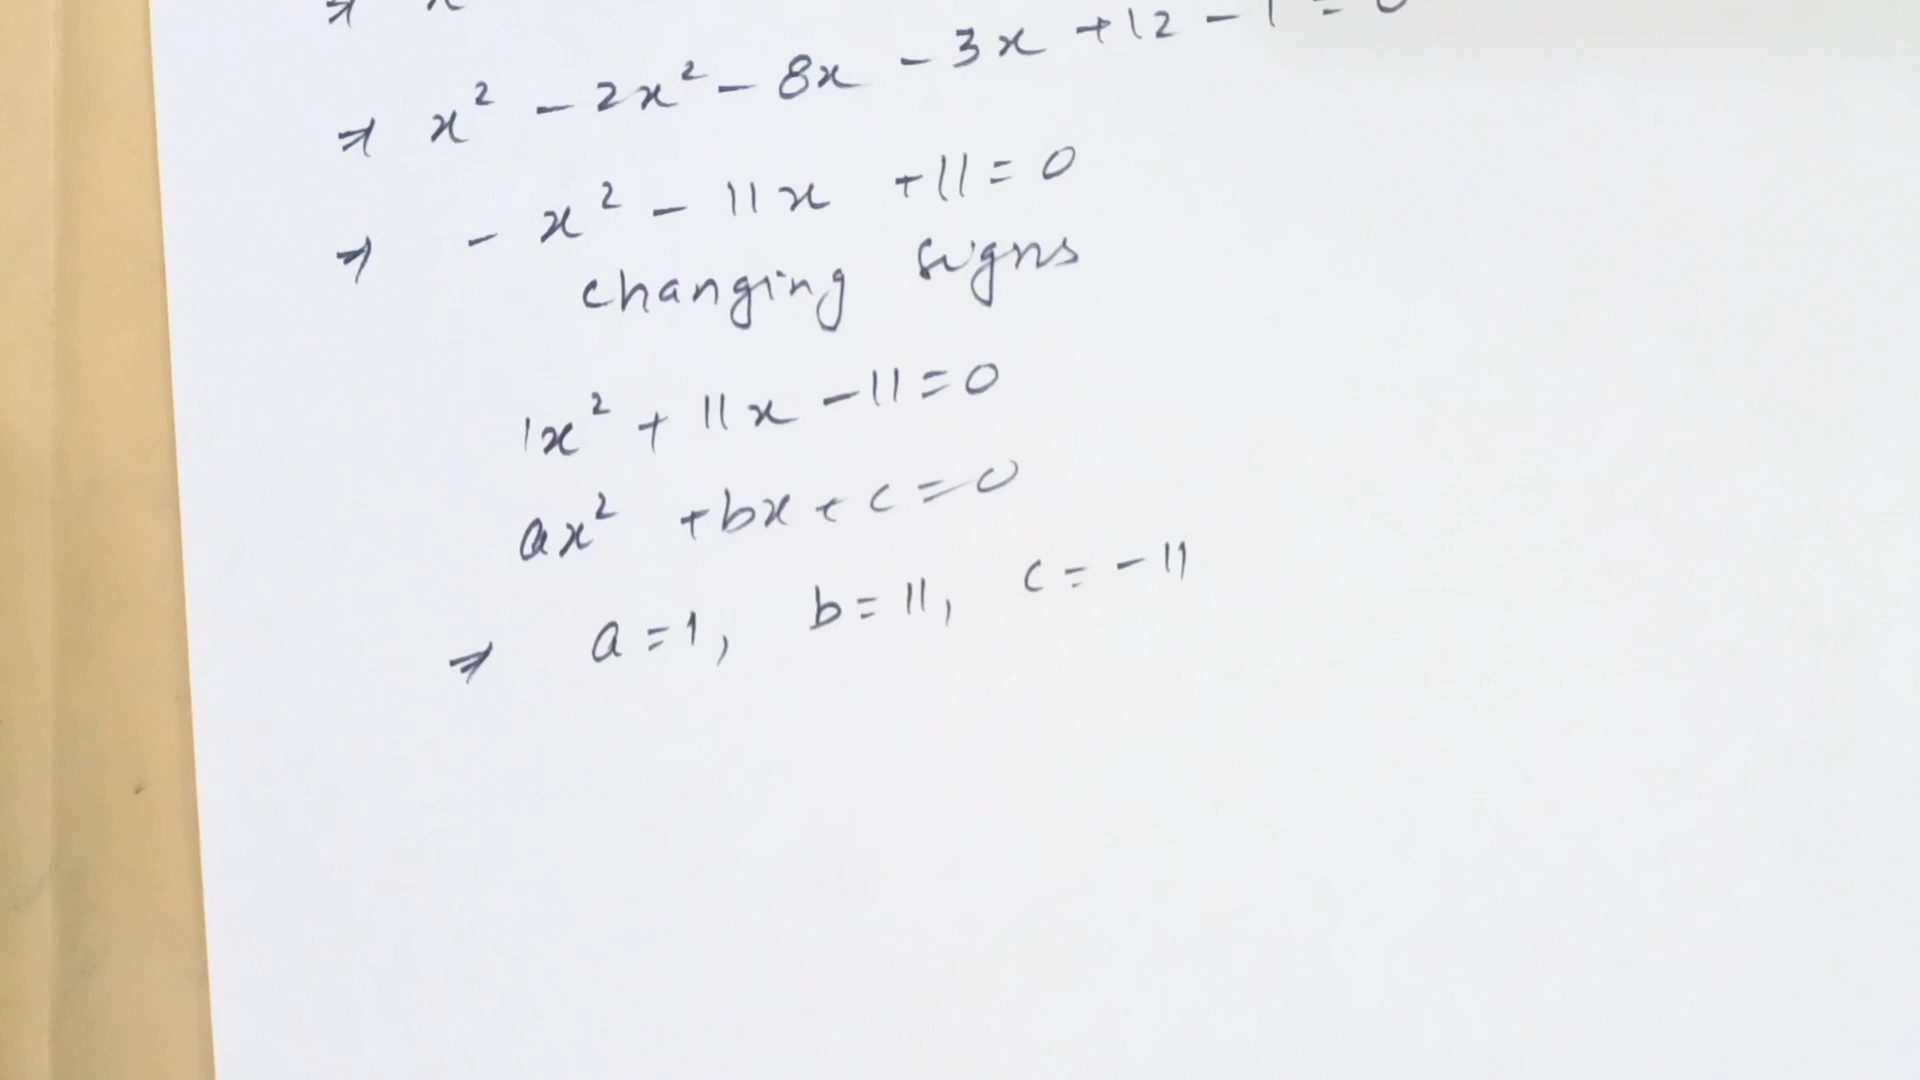 ⇒ x² - 2x² - 8x - 3x + 12 - 1 = 0
⇒ - x² - 11x + 11 = 0
changing signs
1x² + 11x - 11 = 0
ax² + bx + c = 0
⇒ a = 1, b = 11, c = - 11